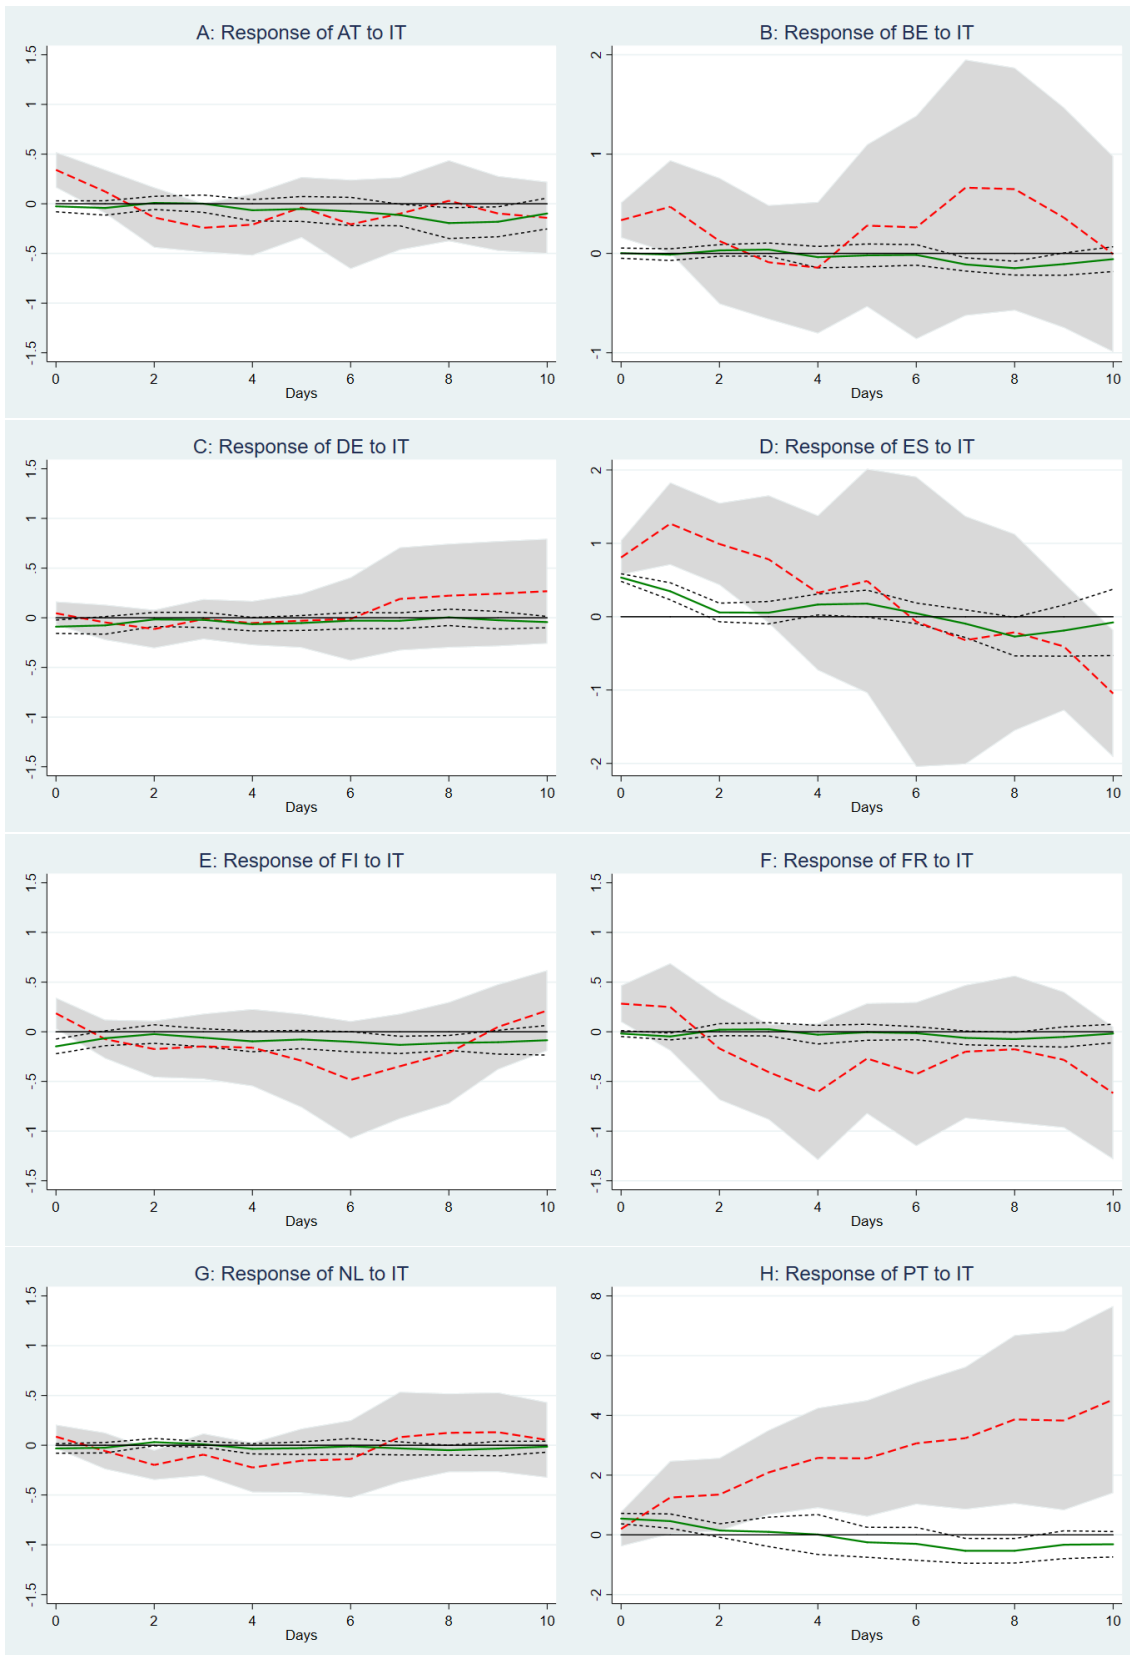 A: Response of AT to IT
1.5
1
.5
0
-.5
-1
-1.5
0 2 4 6 8 10
Days
B: Response of BE to IT
2
1
0
-1
0 2 4 6 8 10
Days
C: Response of DE to IT
1.5
1
.5
0
-.5
-1
-1.5
0 2 4 6 8 10
Days
D: Response of ES to IT
2
1
0
-1
-2
0 2 4 6 8 10
Days
E: Response of FI to IT
1.5
1
.5
0
-.5
-1
-1.5
0 2 4 6 8 10
Days
F: Response of FR to IT
1.5
1
.5
0
-.5
-1
-1.5
0 2 4 6 8 10
Days
G: Response of NL to IT
1.5
1
.5
0
-.5
-1
-1.5
0 2 4 6 8 10
Days
H: Response of PT to IT
8
6
4
2
0
-2
0 2 4 6 8 10
Days